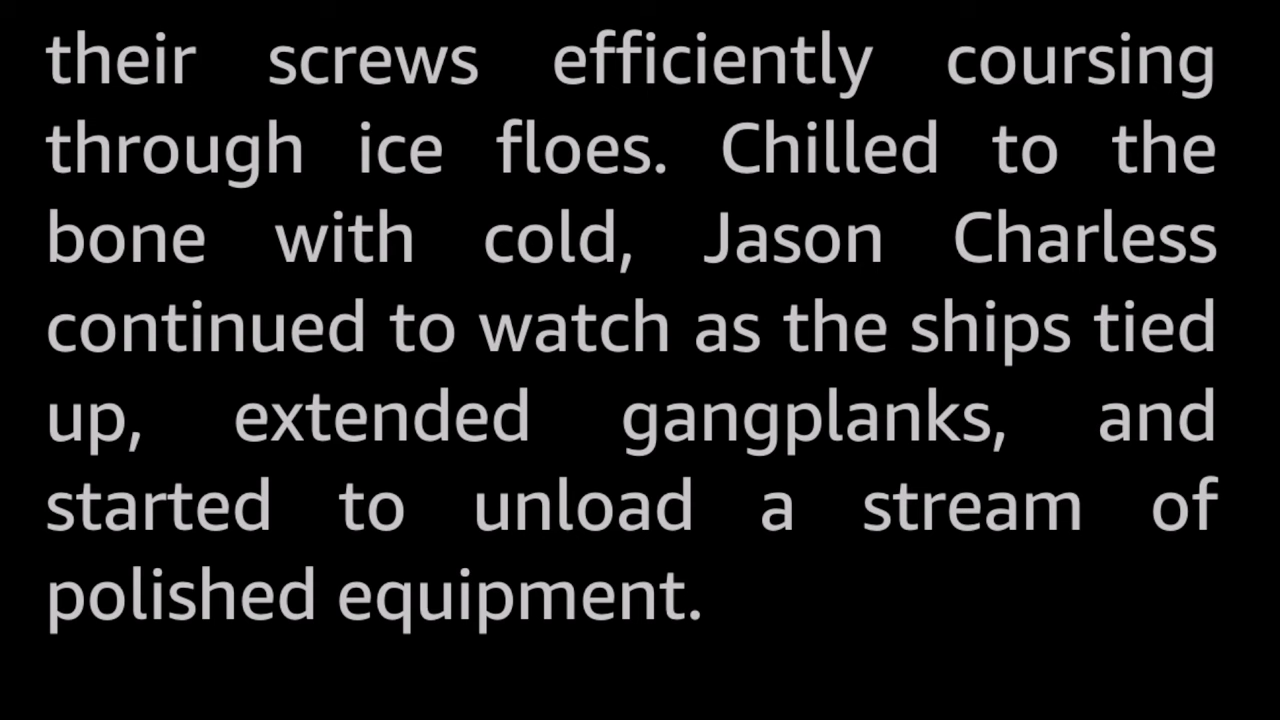 their screws efficiently coursing
through ice floes. Chilled to the
bone with cold, Jason Charless
continued to watch as the ships tied
up, extended gangplanks, and
started to unload a stream of
polished equipment.